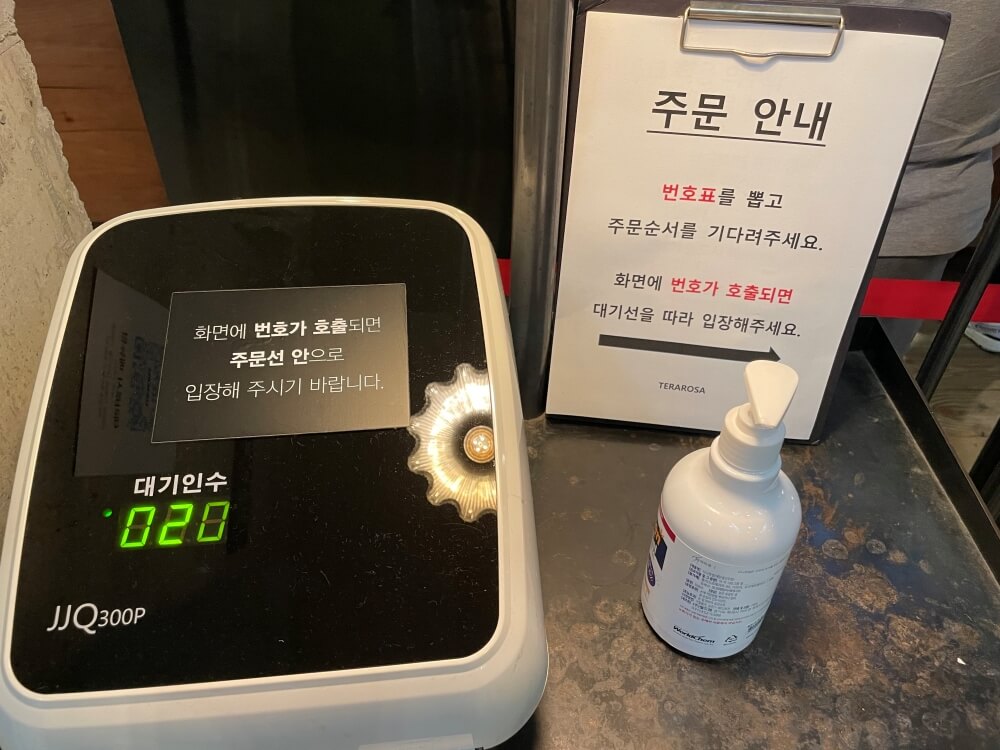 주문 안내
번호표를 뽑고
주문순서를 기다려주세요.
화면에 번호가 호출되면
대기선을 따라 입장해주세요.
TERAROSA
화면에 번호가 호출되면
주문선 안으로
입장해 주시기 바랍니다.
대기인수
020
JJQ300P
WorldChem